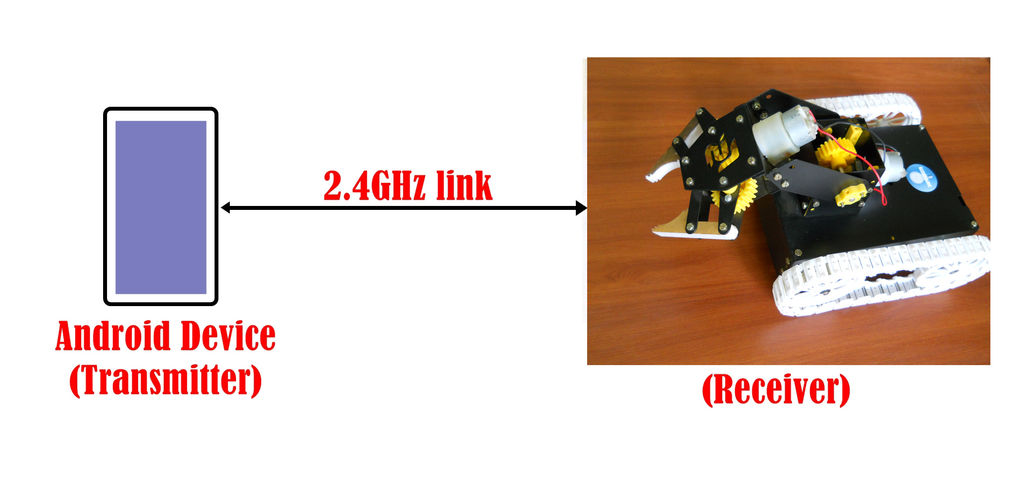 2.4GHz link
Android Device
(Transmitter)
(Receiver)